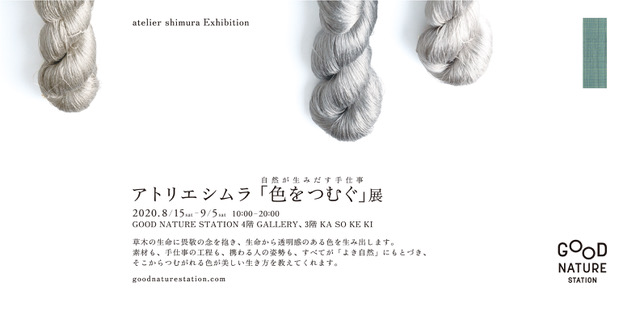 atelier shimura Exhibition
自然が生みだす手仕事
アトリエシムラ「色をつむぐ」展
2020.8/15sat-9/5sat 10:00-20:00
GOOD NATURE STATION 4階 GALLERY、3階 KA SO KE KI
草木の生命に畏敬の念を抱き、生命から透明感のある色を生み出します。
素材も、手仕事の工程も、携わる人の姿勢も、すべてが「よき自然」にもとづき、
そこからつむがれる色が美しい生き方を教えてくれます。
goodnaturestation.com
GOOD
NATURE
STATION